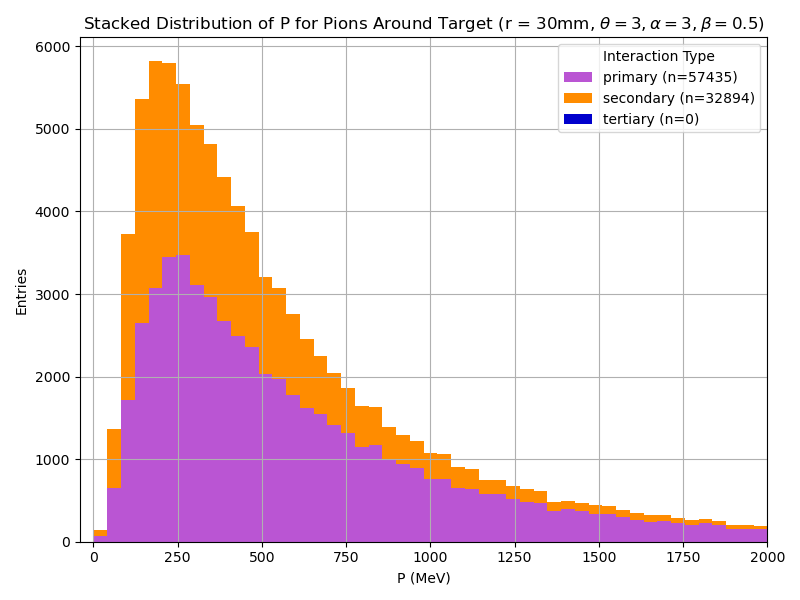 Stacked Distribution of P for Pions Around Target (r = 30mm, θ = 3, α = 3, β = 0.5)
Interaction Type
primary (n=57435)
secondary (n=32894)
tertiary (n=0)
Entries
6000
5000
4000
3000
2000
1000
0
0 250 500 750 1000 1250 1500 1750 2000
P (MeV)